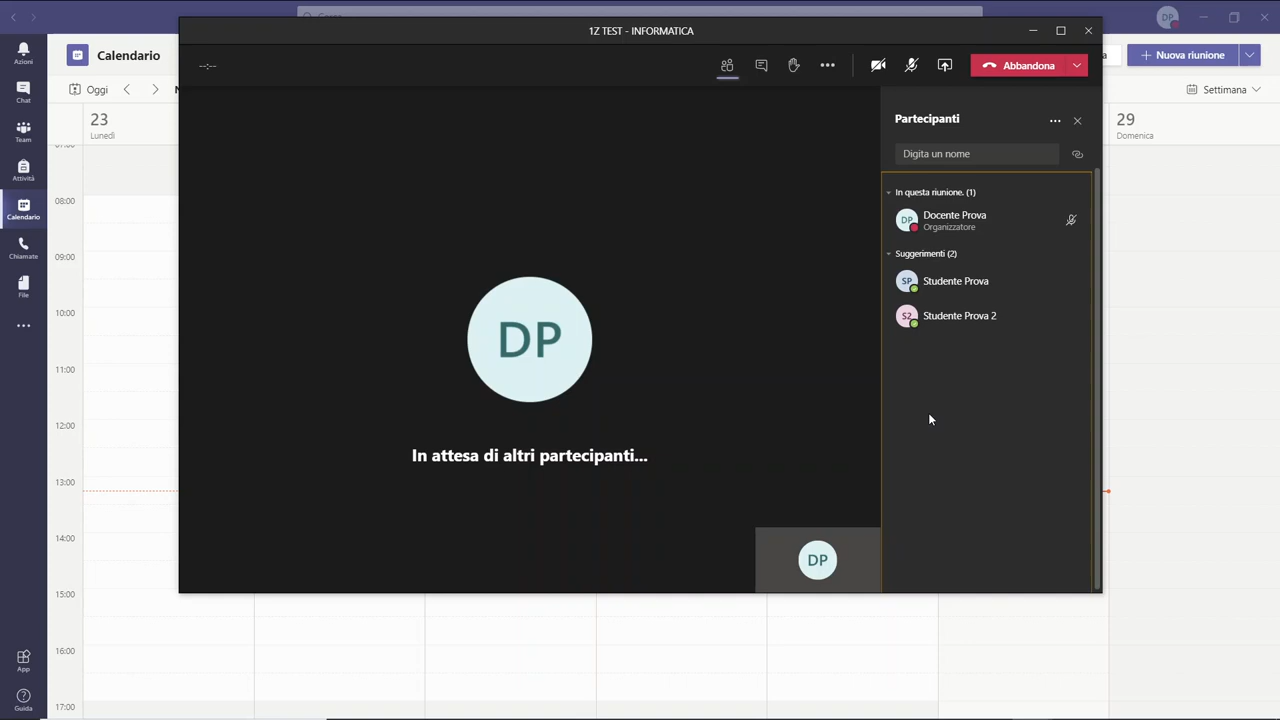 DP
1Z TEST - INFORMATICA
Azioni
Calendario
--:--
Abbandona
Nuova riunione
Chat
Oggi
Settimana
Team
23
Lunedì
Partecipanti
29
Domenica
Digita un nome
Attività
In questa riunione. (1)
08:00
Calendario
DP
Docente Prova
Organizzatore
Chiamate
09:00
Suggerimenti (2)
SP
Studente Prova
File
10:00
S2
Studente Prova 2
DP
11:00
12:00
In attesa di altri partecipanti...
13:00
14:00
DP
15:00
16:00
App
Guida
17:00